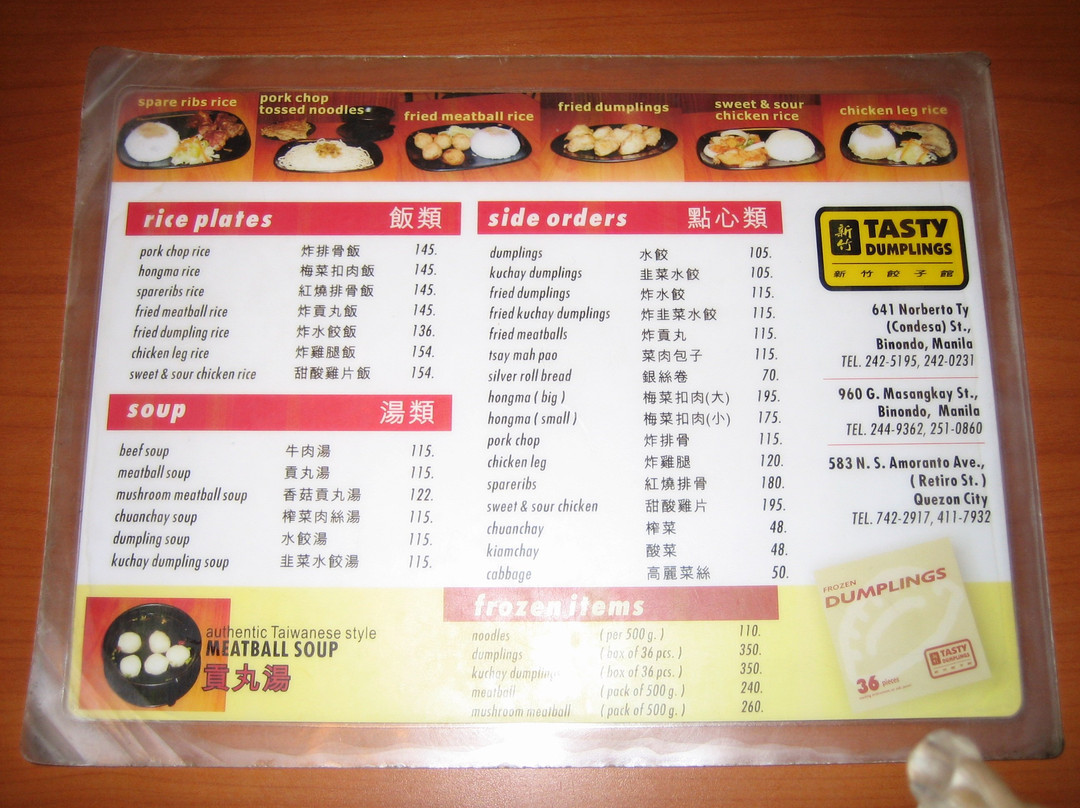 spare ribs rice
pork chop
tossed noodles
fried meatball rice
fried dumplings
sweet & sour
chicken rice
chicken leg rice
rice plates 飯類
pork chop rice 炸排骨飯 145.
hongma rice 梅菜扣肉飯 145.
spareribs rice 紅燒排骨飯 145.
fried meatball rice 炸貢丸飯 145.
fried dumpling rice 炸水餃飯 136.
chicken leg rice 炸雞腿飯 154.
sweet & sour chicken rice 甜酸雞片飯 154.
soup 湯類
beef soup 牛肉湯 115.
meatball soup 貢丸湯 115.
mushroom meatball soup 香菇貢丸湯 122.
chuanchay soup 榨菜肉絲湯 115.
dumpling soup 水餃湯 115.
kuchay dumpling soup 韭菜水餃湯 115.
authentic Taiwanese style
MEATBALL SOUP
貢丸湯
side orders 點心類
dumplings 水餃 105.
kuchay dumplings 韭菜水餃 105.
fried dumplings 炸水餃 115.
fried kuchay dumplings 炸韭菜水餃 115.
fried meatballs 炸貢丸 115.
tsay mah pao 菜肉包子 115.
silver roll bread 銀絲卷 70.
hongma ( big ) 梅菜扣肉(大) 195.
hongma ( small ) 梅菜扣肉(小) 175.
pork chop 炸排骨 115.
chicken leg 炸雞腿 120.
spareribs 紅燒排骨 180.
sweet & sour chicken 甜酸雞片 195.
chuanchay 榨菜 48.
kiamchay 酸菜 48.
cabbage 高麗菜絲 50.
frozen items
noodles ( per 500 g. ) 110.
dumplings ( box of 36 pcs. ) 350.
kuchay dumplings ( box of 36 pcs. ) 350.
meatball ( pack of 500 g. ) 240.
mushroom meatball ( pack of 500 g. ) 260.
新竹
TASTY
DUMPLINGS
新竹餃子館
641 Norberto Ty
(Condesa) St.,
Binondo, Manila
TEL. 242-5195, 242-0231
960 G. Masangkay St.,
Binondo, Manila
TEL. 244-9362, 251-0860
583 N. S. Amoranto Ave.,
( Retiro St. )
Quezon City
TEL. 742-2917, 411-7932
FROZEN
DUMPLINGS
TASTY
DUMPLINGS
36 pieces